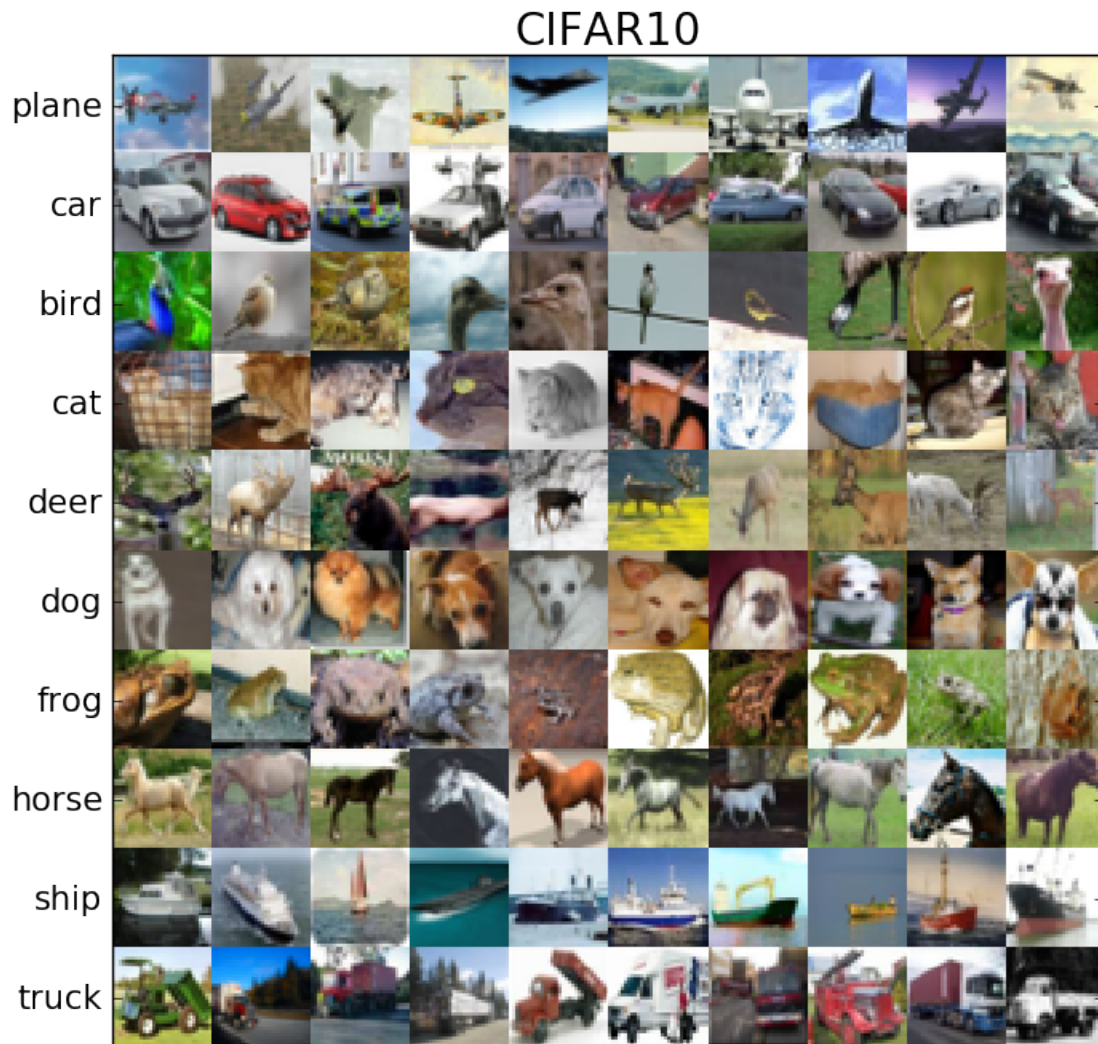 CIFAR10
plane
car
bird
cat
deer
dog
frog
horse
ship
truck